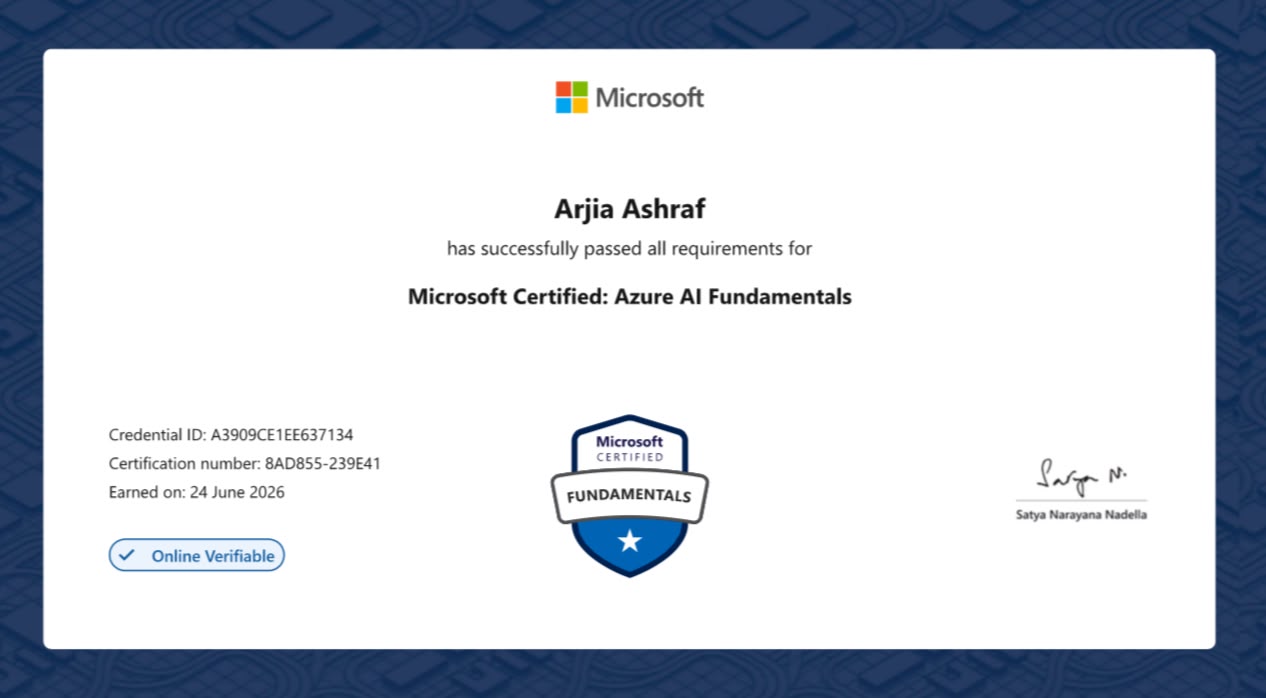 Microsoft
Arjia Ashraf
has successfully passed all requirements for
Microsoft Certified: Azure AI Fundamentals
Credential ID: A3909CE1EE637134
Certification number: 8AD855-239E41
Earned on: 24 June 2026
Online Verifiable
Microsoft
CERTIFIED
FUNDAMENTALS
Satya N.
Satya Narayana Nadella